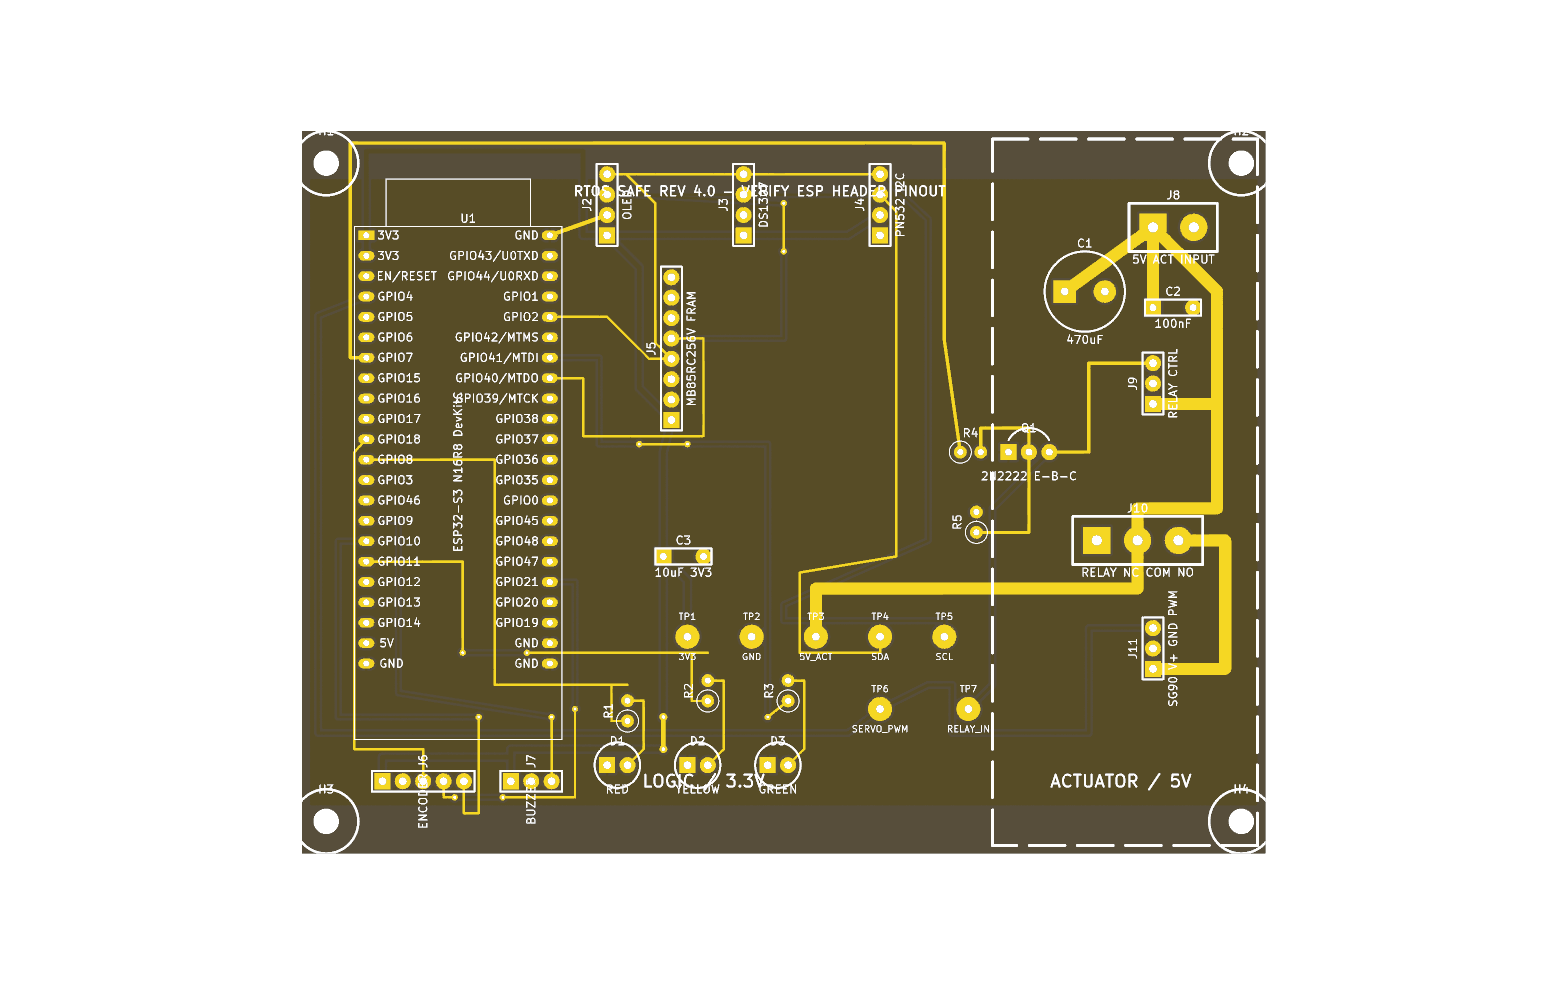 H1
H2
RTOS SAFE REV 4.0 - VERIFY ESP HEADER PINOUT
J2
OLED
J3
DS1307
J4
PN532 I2C
J8
5V ACT INPUT
U1
3V3
GND
3V3
GPIO43/U0TXD
EN/RESET
GPIO44/U0RXD
GPIO4
GPIO1
GPIO5
GPIO2
GPIO6
GPIO42/MTMS
GPIO7
GPIO41/MTDI
GPIO15
GPIO40/MTDO
GPIO16
GPIO39/MTCK
GPIO17
GPIO38
GPIO18
GPIO37
GPIO8
GPIO36
GPIO3
GPIO35
GPIO46
GPIO0
GPIO9
GPIO45
GPIO10
GPIO48
GPIO11
GPIO47
GPIO12
GPIO21
GPIO13
GPIO20
GPIO14
GPIO19
5V
GND
GND
GND
ESP32-S3 N16R8 DevKitC
J5
MB85RC256V FRAM
C1
470uF
C2
100nF
J9
RELAY CTRL
R4
Q1
2N2222 E-B-C
R5
J10
RELAY NC COM NO
C3
10uF 3V3
TP1
3V3
TP2
GND
TP3
5V_ACT
TP4
SDA
TP5
SCL
J11
SG90 V+ GND PWM
TP6
SERVO_PWM
TP7
RELAY_IN
R1
R2
R3
D1
RED
D2
YELLOW
D3
GREEN
J6
ENCODER
J7
BUZZER
LOGIC / 3.3V
ACTUATOR / 5V
H3
H4